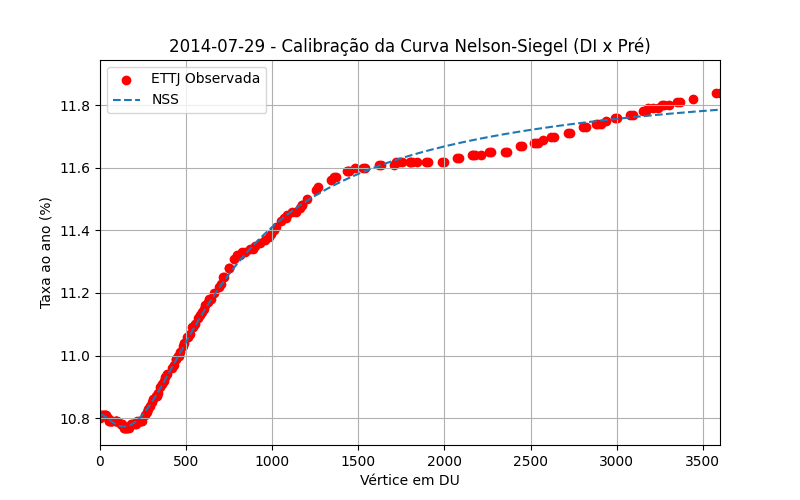 2014-07-29 - Calibração da Curva Nelson-Siegel (DI x Pré)
ETTJ Observada
NSS
Taxa ao ano (%)
11.8
11.6
11.4
11.2
11.0
10.8
0 500 1000 1500 2000 2500 3000 3500
Vértice em DU